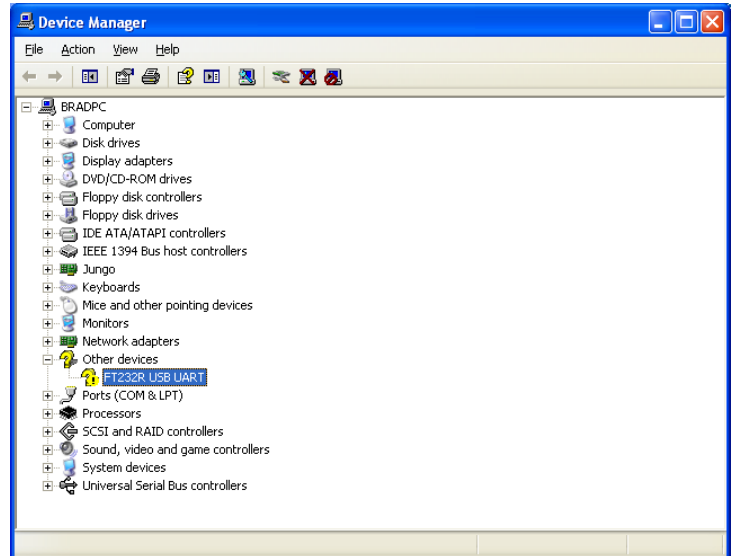 Device Manager
File Action View Help
BRADPC
Computer
Disk drives
Display adapters
DVD/CD-ROM drives
Floppy disk controllers
Floppy disk drives
IDE ATA/ATAPI controllers
IEEE 1394 Bus host controllers
Jungo
Keyboards
Mice and other pointing devices
Monitors
Network adapters
Other devices
FT232R USB UART
Ports (COM & LPT)
Processors
SCSI and RAID controllers
Sound, video and game controllers
System devices
Universal Serial Bus controllers